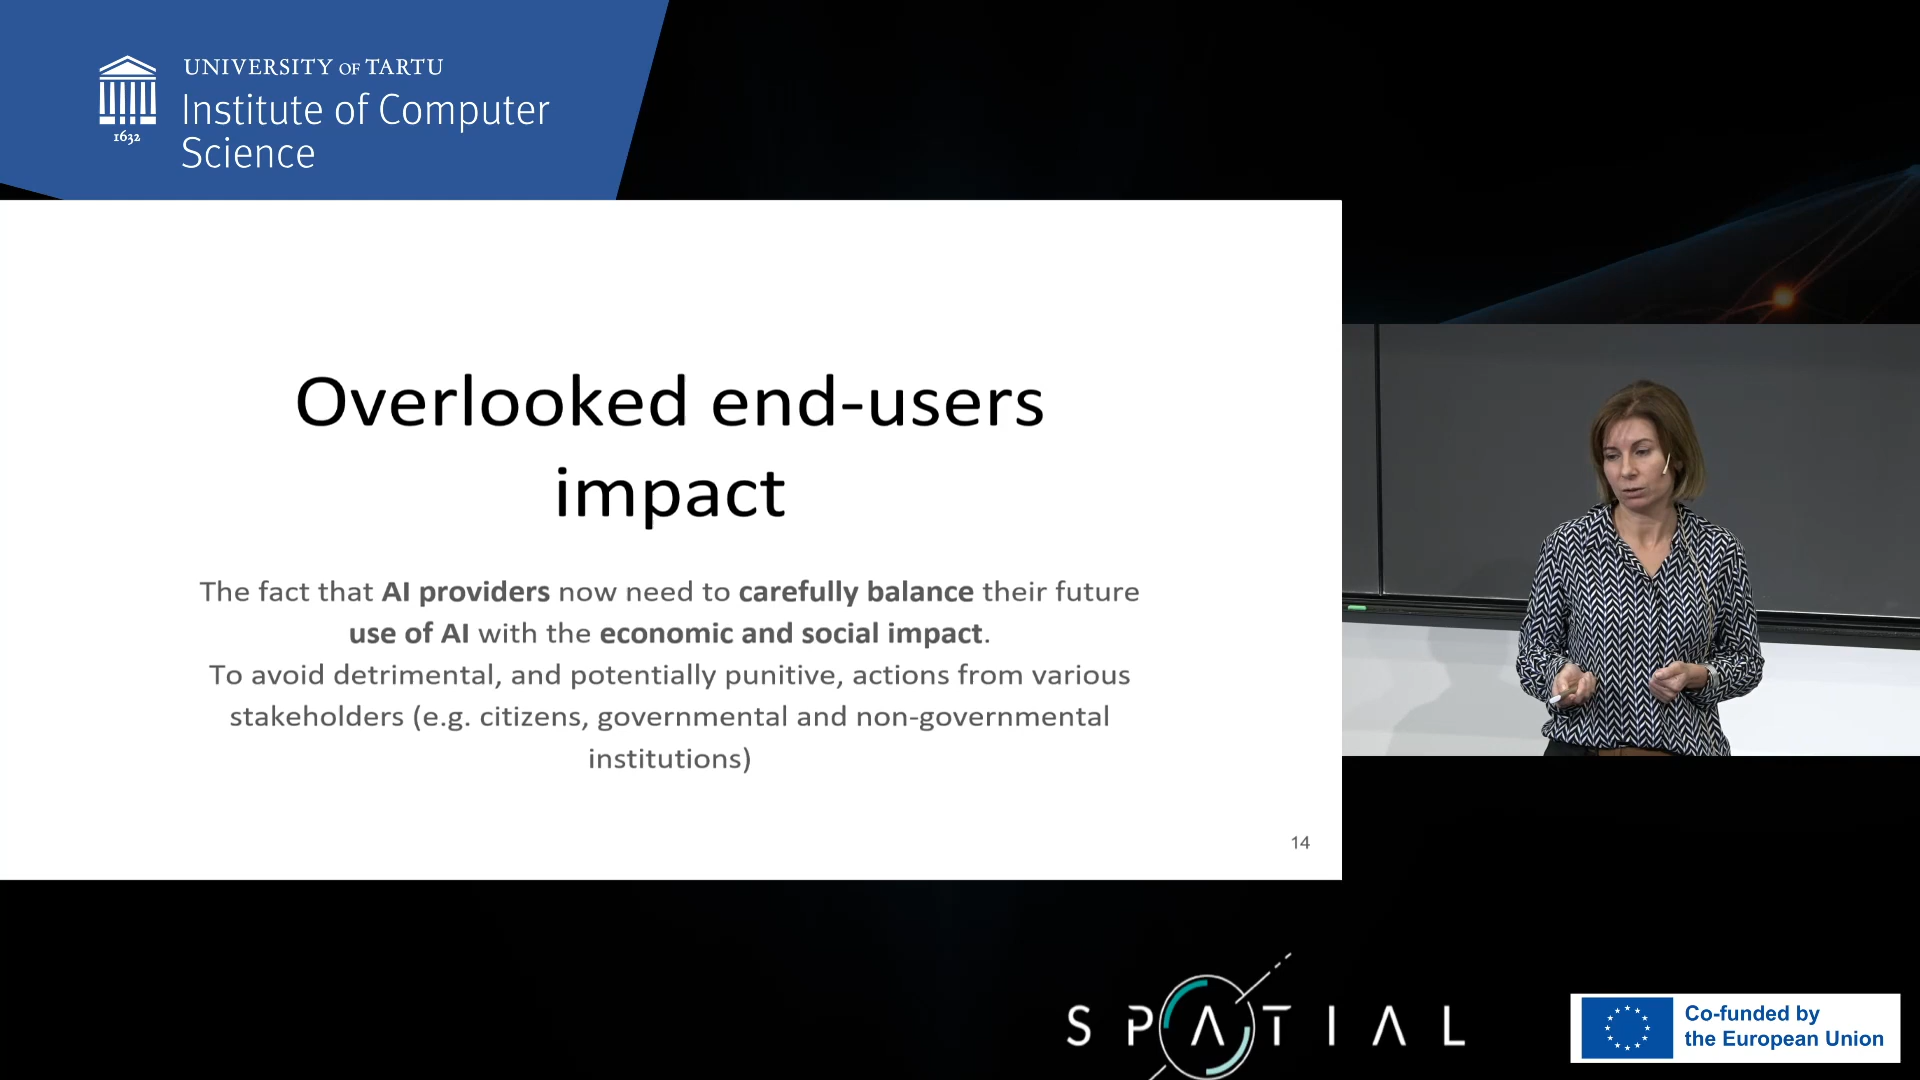 UNIVERSITY OF TARTU
Institute of Computer
Science
1632
Overlooked end-users
impact
The fact that AI providers now need to carefully balance their future
use of AI with the economic and social impact.
To avoid detrimental, and potentially punitive, actions from various
stakeholders (e.g. citizens, governmental and non-governmental
institutions)
14
SPATIAL
Co-funded by
the European Union